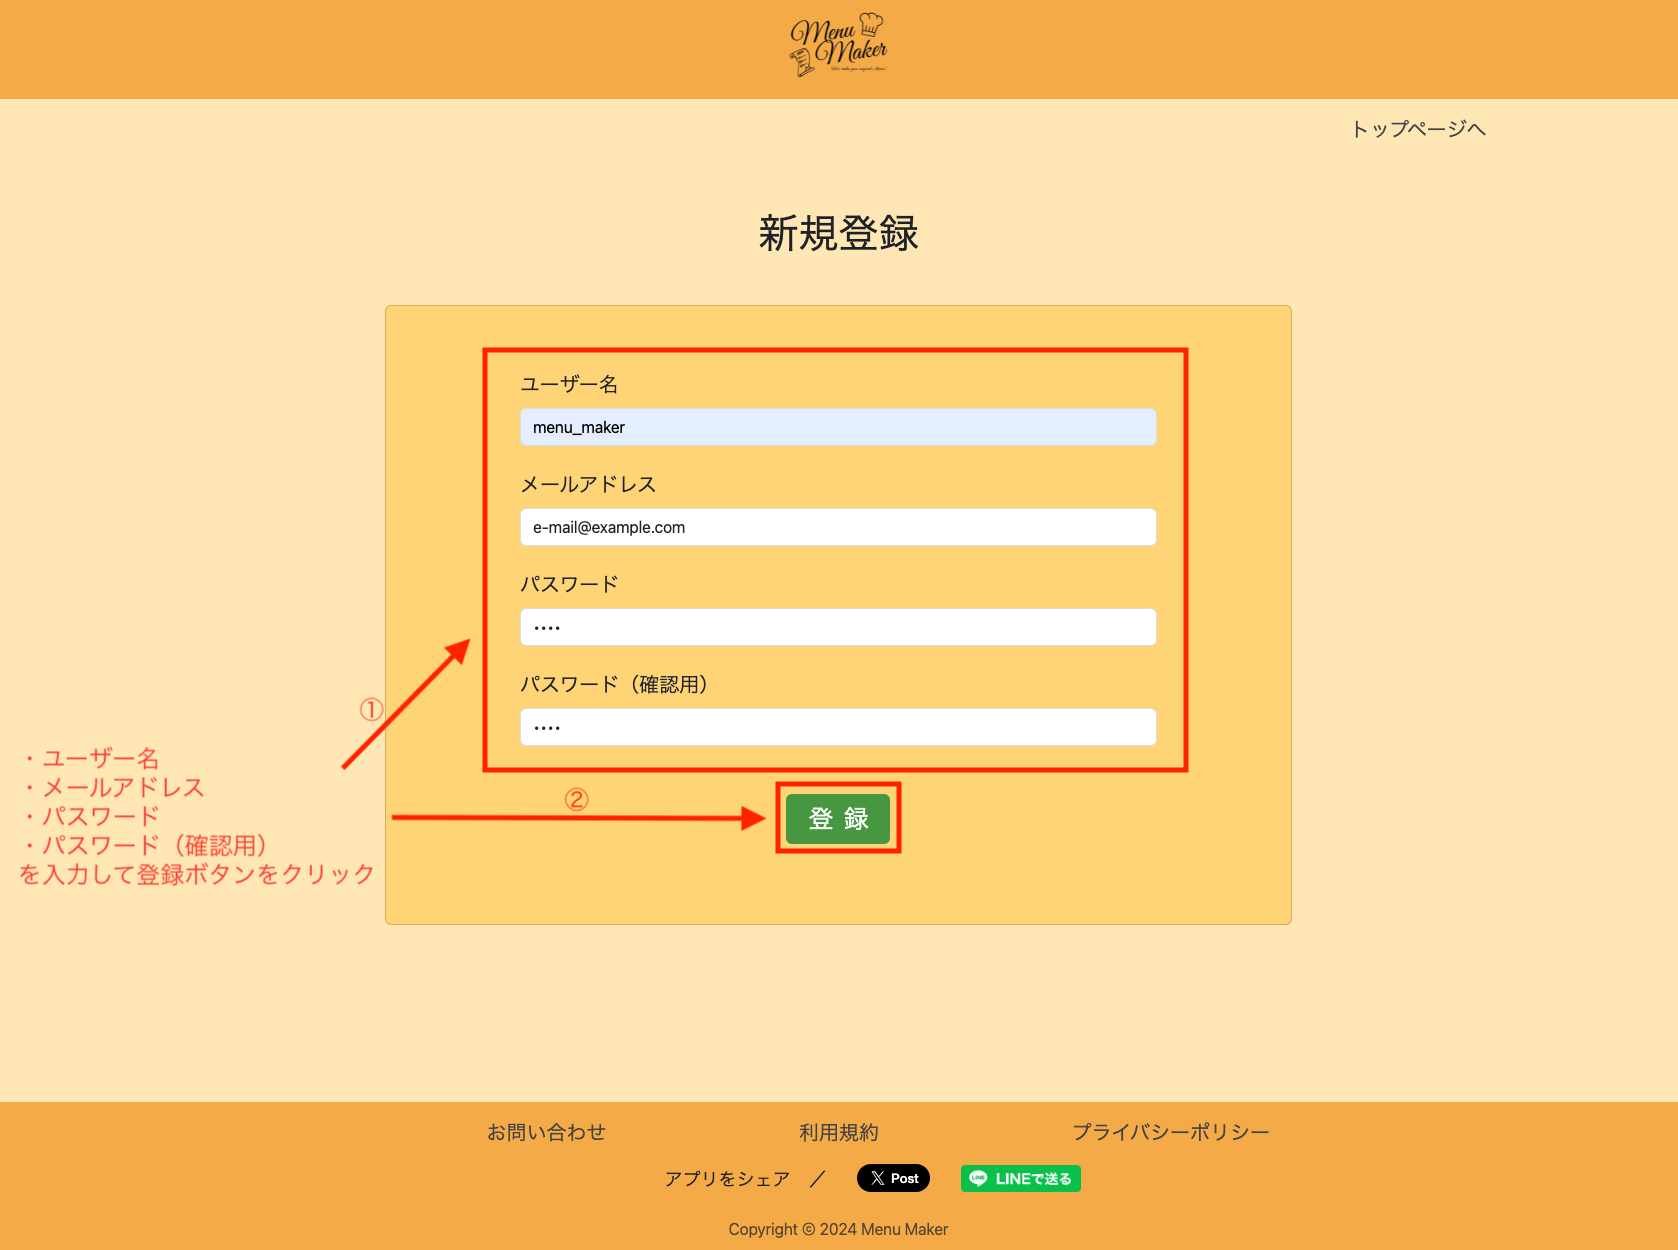 Menu
Maker
トップページへ
新規登録
ユーザー名
menu_maker
メールアドレス
e-mail@example.com
パスワード
••••
パスワード（確認用）
••••
①
・ユーザー名
・メールアドレス
・パスワード
・パスワード（確認用）
を入力して登録ボタンをクリック
②
登 録
お問い合わせ
利用規約
プライバシーポリシー
アプリをシェア ／
X Post
LINE LINEで送る
Copyright © 2024 Menu Maker